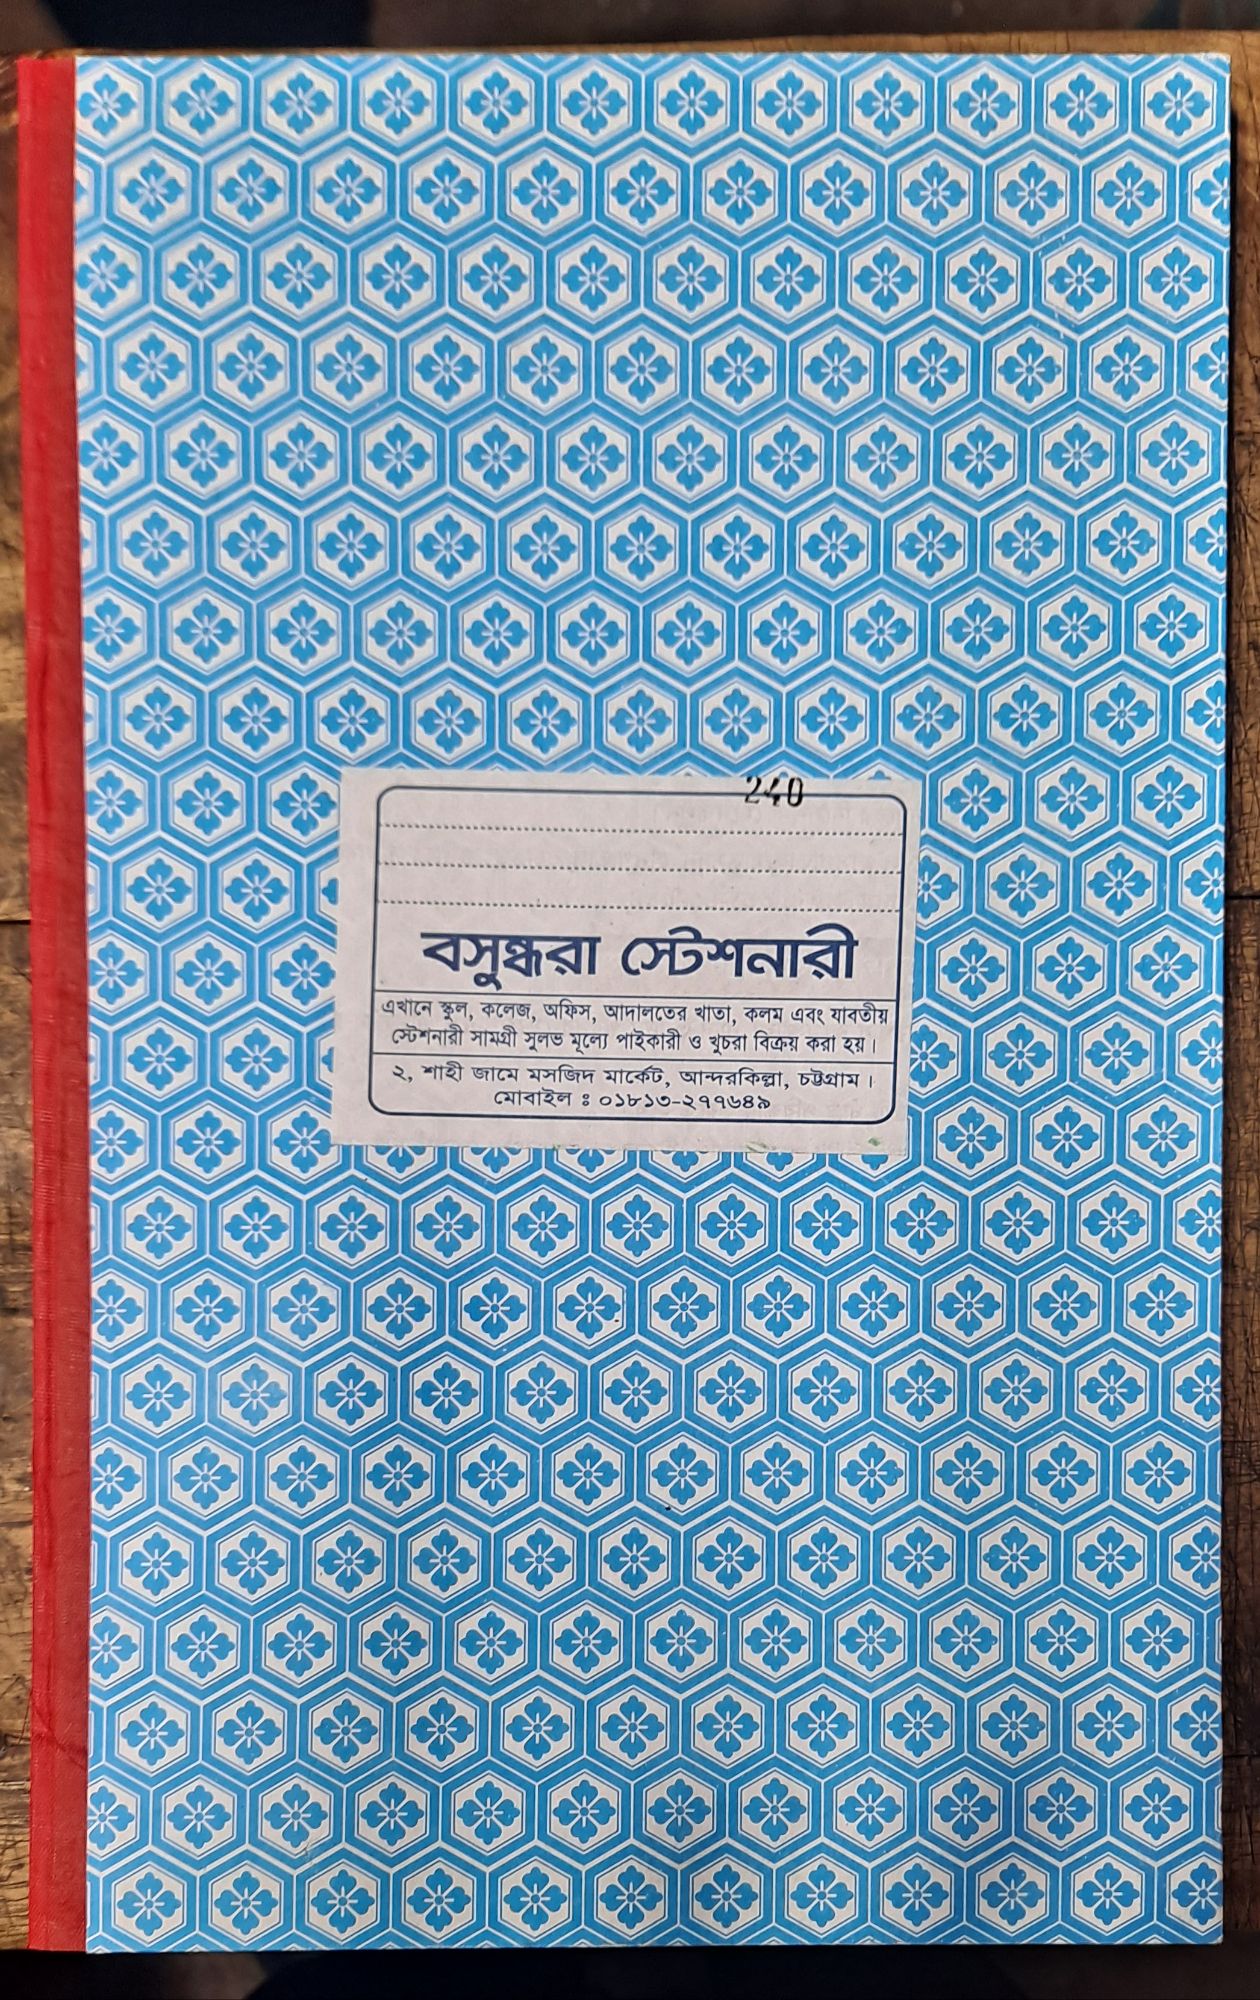 240
বসুন্ধরা স্টেশনারী
এখানে স্কুল, কলেজ, অফিস, আদালতের খাতা, কলম এবং যাবতীয়
স্টেশনারী সামগ্রী সুলভ মূল্যে পাইকারী ও খুচরা বিক্রয় করা হয়।
২, শাহী জামে মসজিদ মার্কেট, আন্দরকিল্লা, চট্টগ্রাম।
মোবাইল ঃ ০১৮১৩-২৭৭৬৪৯